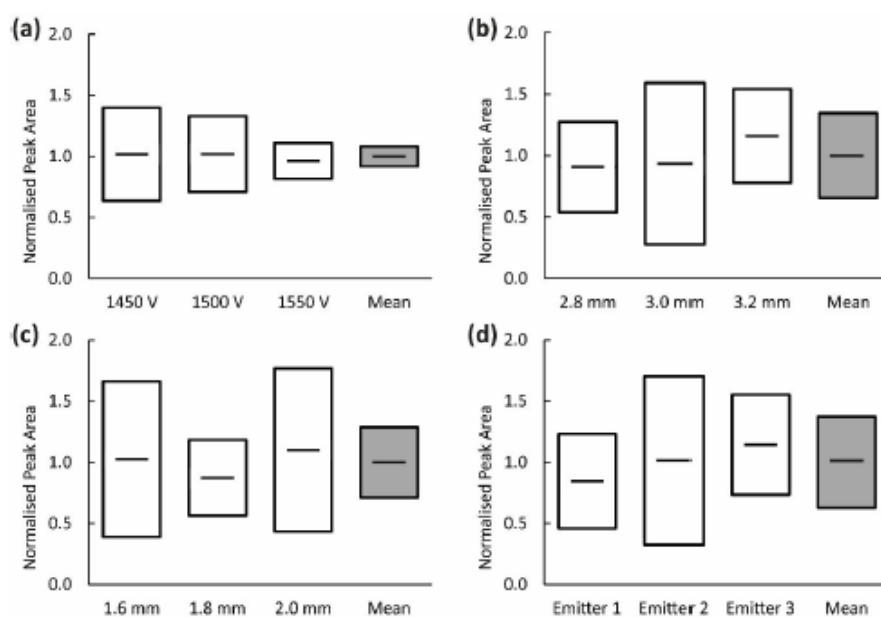 (a)
Normalised Peak Area
2.0
1.5
1.0
0.5
0.0
1450 V 1500 V 1550 V Mean
(b)
Normalised Peak Area
2.0
1.5
1.0
0.5
0.0
2.8 mm 3.0 mm 3.2 mm Mean
(c)
Normalised Peak Area
2.0
1.5
1.0
0.5
0.0
1.6 mm 1.8 mm 2.0 mm Mean
(d)
Normalised Peak Area
2.0
1.5
1.0
0.5
0.0
Emitter 1 Emitter 2 Emitter 3 Mean